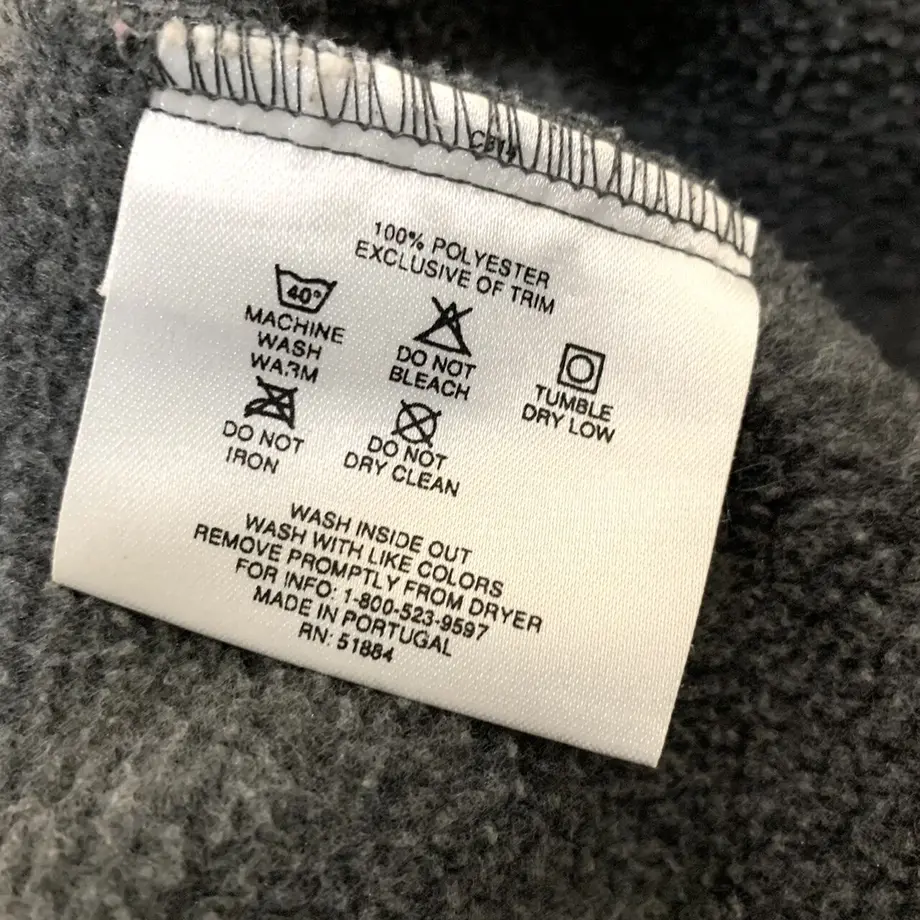 100% POLYESTER
EXCLUSIVE OF TRIM
40°
MACHINE
WASH
WARM
DO NOT
BLEACH
TUMBLE
DRY LOW
DO NOT
IRON
DO NOT
DRY CLEAN
WASH INSIDE OUT
WASH WITH LIKE COLORS
REMOVE PROMPTLY FROM DRYER
FOR INFO: 1-800-523-9597
MADE IN PORTUGAL
RN: 51884